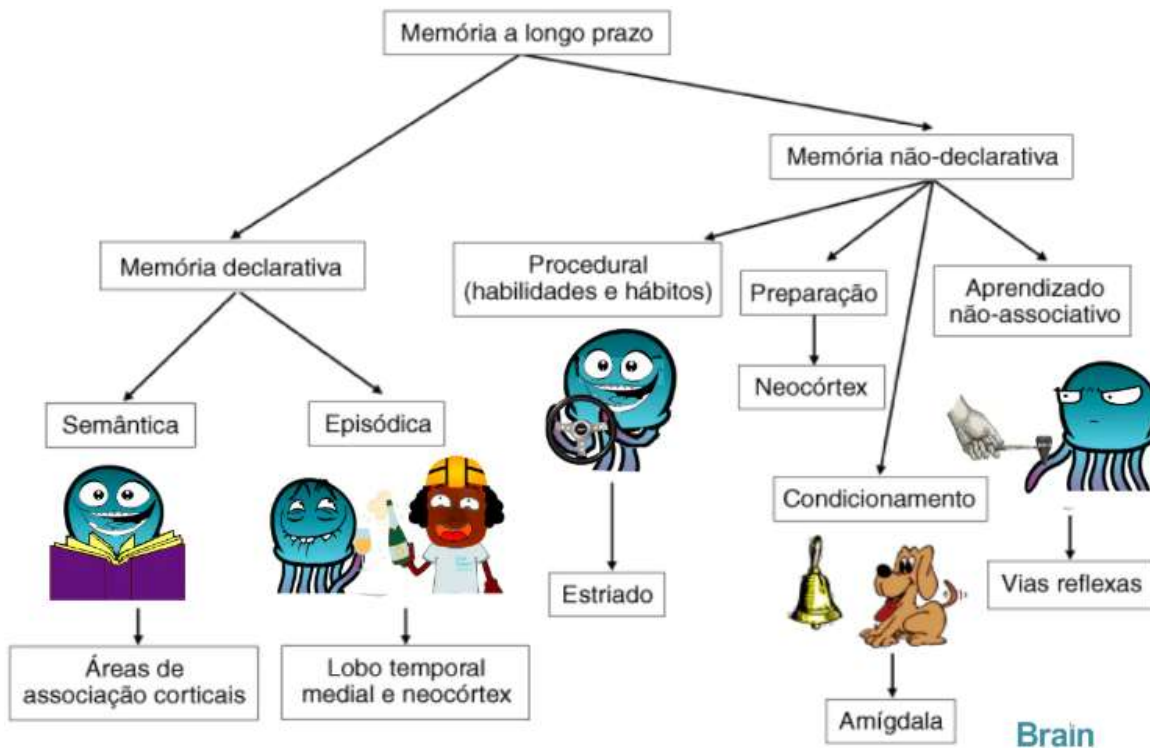 Memória a longo prazo
Memória não-declarativa
Memória declarativa
Procedural
(habilidades e hábitos)
Preparação
Aprendizado
não-associativo
Neocórtex
Semântica
Episódica
Condicionamento
Estriado
Vias reflexas
Áreas de
associação corticais
Lobo temporal
medial e neocórtex
Amígdala
Brain